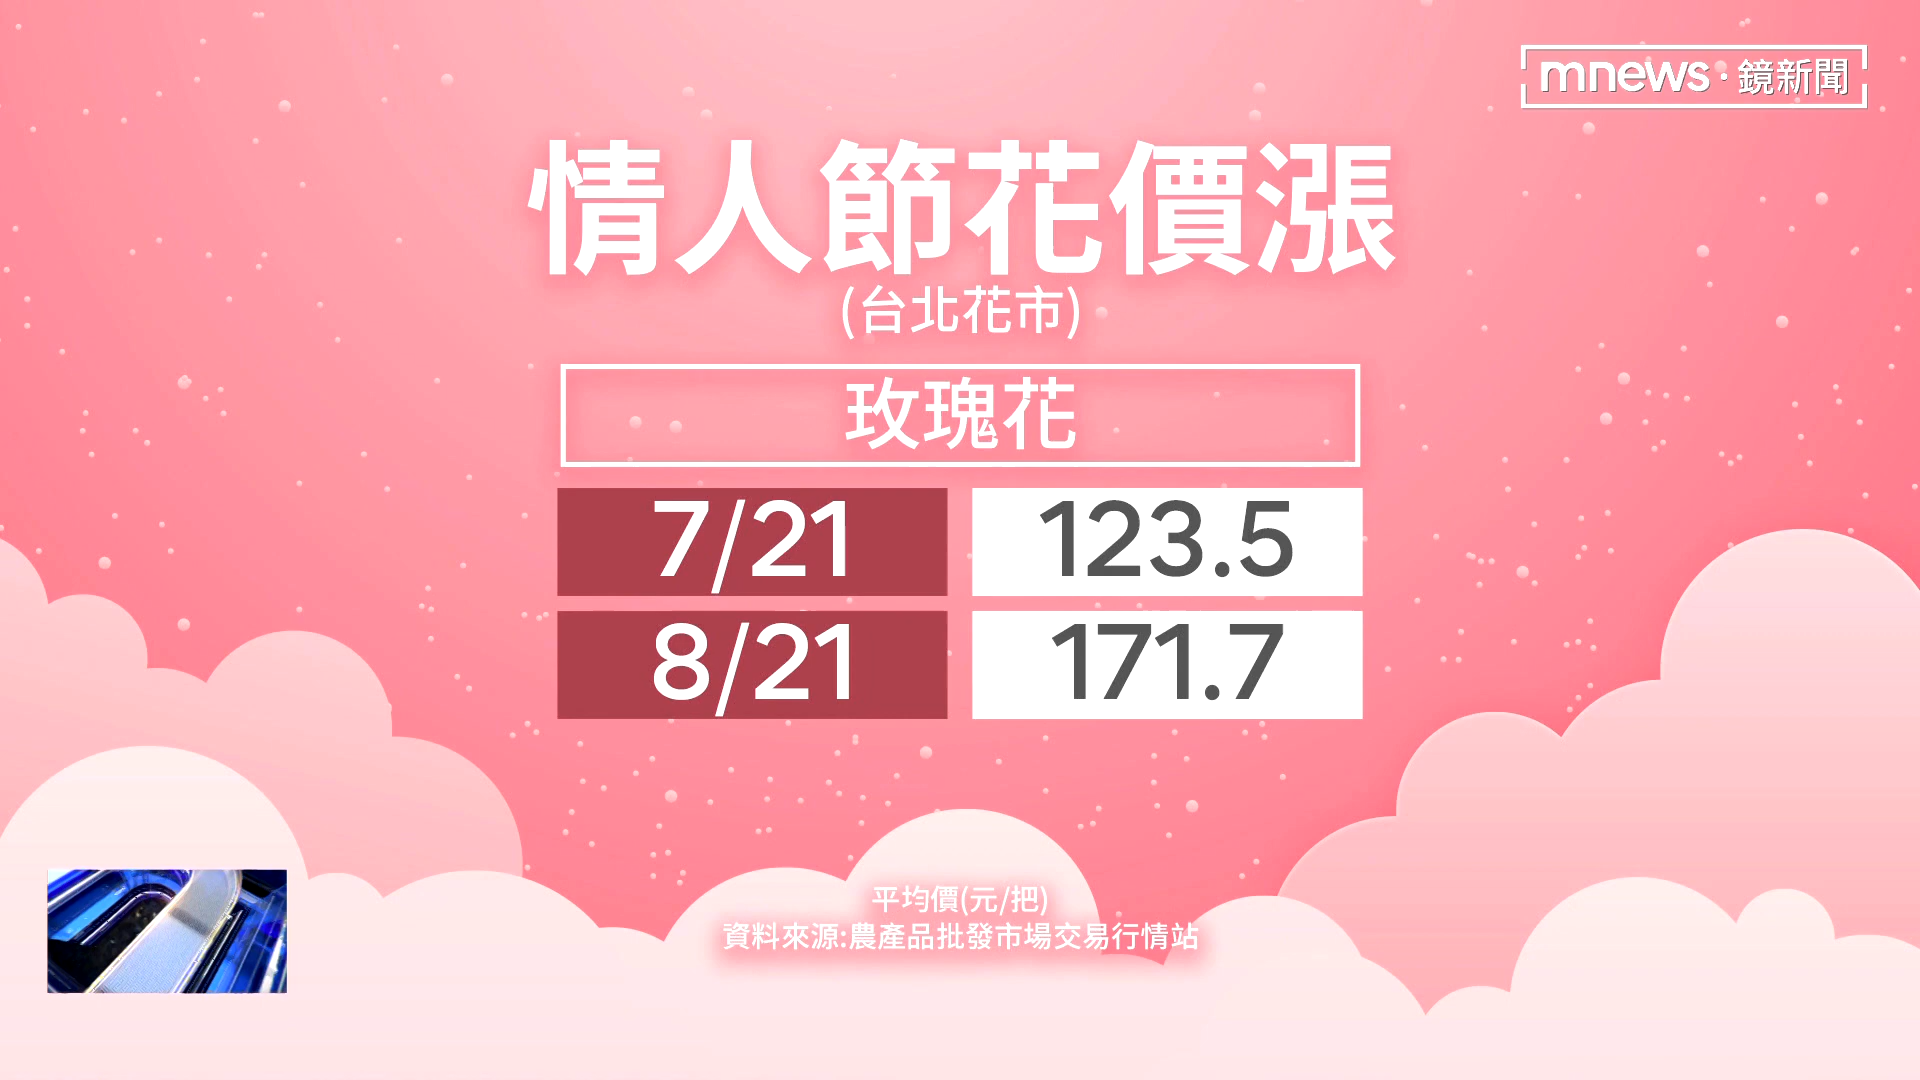 mnews·鏡新聞
情人節花價漲
(台北花市)
玫瑰花
7/21 123.5
8/21 171.7
平均價(元/把)
資料來源:農產品批發市場交易行情站